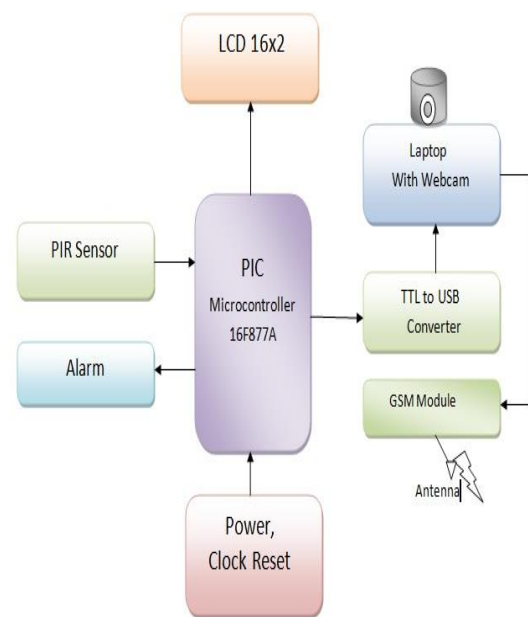 LCD 16x2
Laptop
With Webcam
PIR Sensor
PIC
Microcontroller
16F877A
TTL to USB
Converter
Alarm
GSM Module
Antenna
Power,
Clock Reset